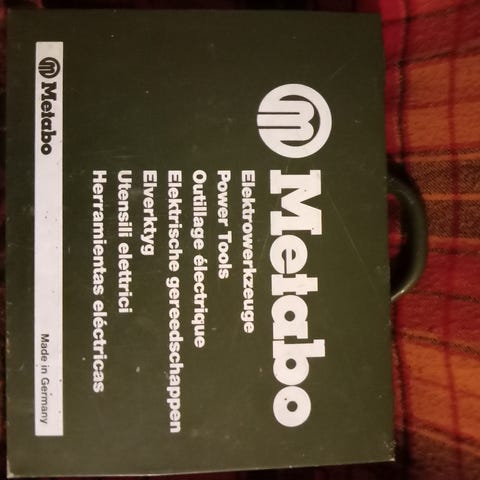 Metabo
Elektrowerkzeuge
Power Tools
Outillage électrique
Elektrische gereedschappen
Elverktyg
Utensili elettrici
Herramientas eléctricas
Metabo
Made in Germany